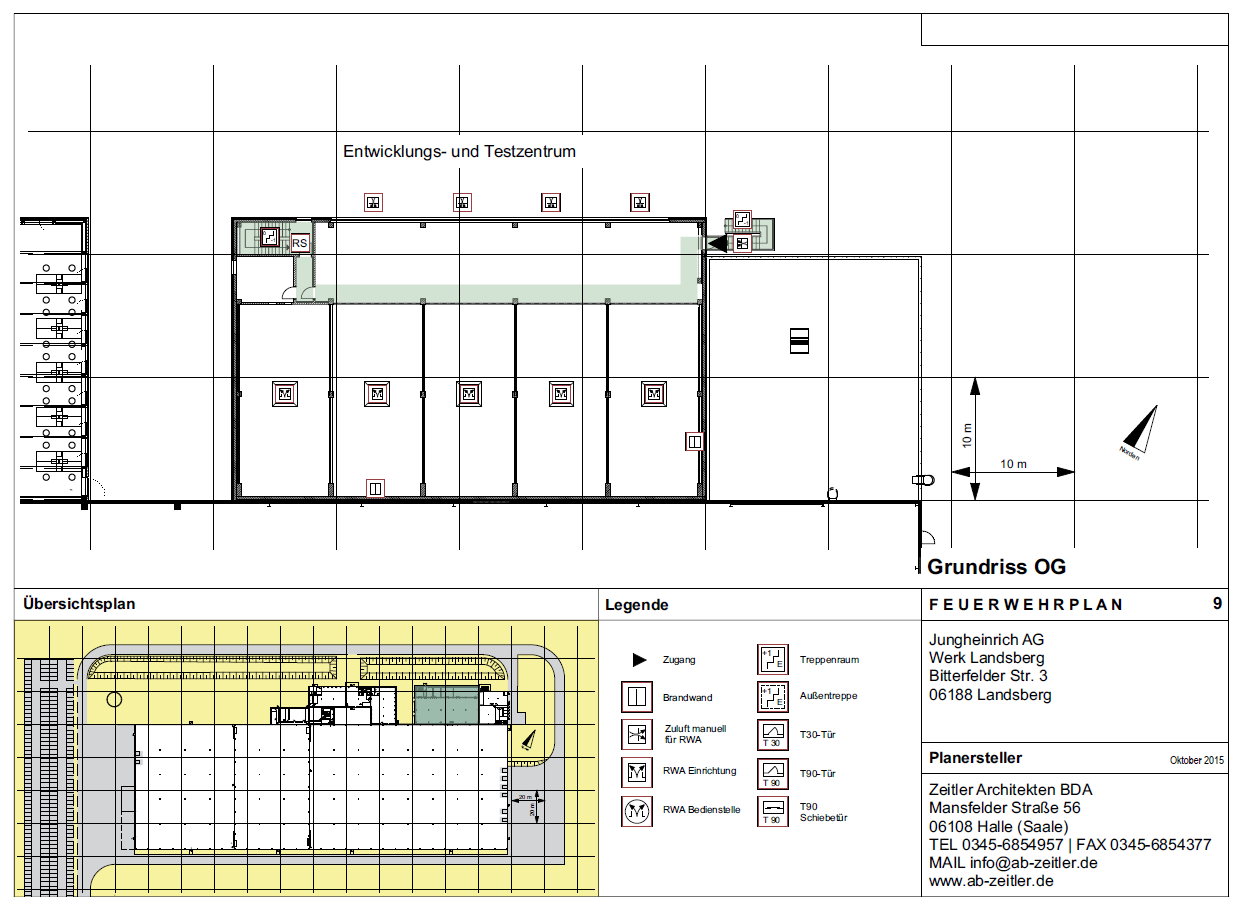 Entwicklungs- und Testzentrum
RS
10 m
10 m
Norden
Grundriss OG
Übersichtsplan
20 m
20 m
Legende
Zugang
Brandwand
Zuluft manuell
für RWA
RWA Einrichtung
RWA Bedienstelle
+1
E
Treppenraum
+1
E
Außentreppe
T 30
T30-Tür
T 90
T90-Tür
T 90
T90
Schiebetür
FEUERWEHRPLAN 9
Jungheinrich AG
Werk Landsberg
Bitterfelder Str. 3
06188 Landsberg
Planersteller Oktober 2015
Zeitler Architekten BDA
Mansfelder Straße 56
06108 Halle (Saale)
TEL 0345-6854957 | FAX 0345-6854377
MAIL info@ab-zeitler.de
www.ab-zeitler.de